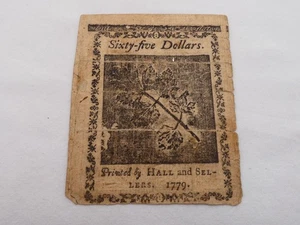 Sixty-five Dollars.
Printed by HALL and SEL-
LERS. 1779.